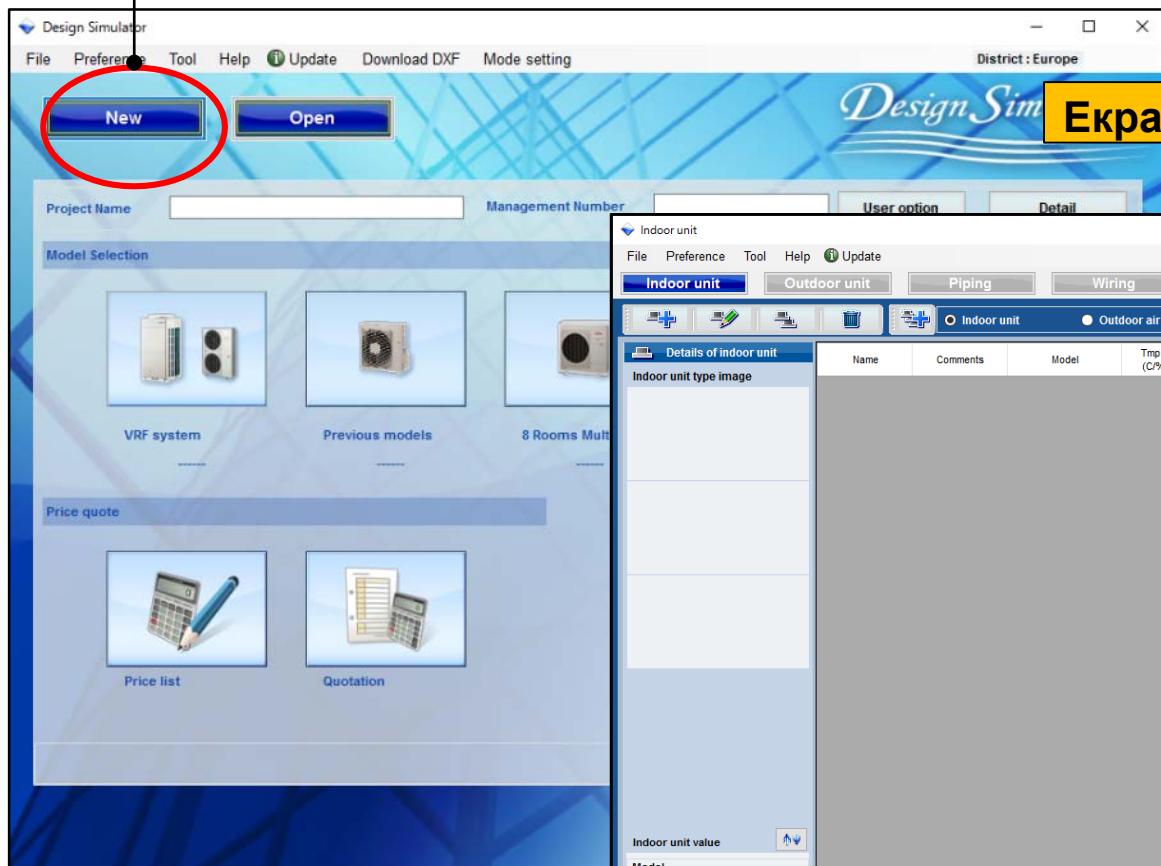 Design Simulator
File Preference Tool Help Update Download DXF Mode setting
District : Europe
New
Open
Design Sim
Екра
Project Name
Management Number
User option
Detail
Model Selection
VRF system
Previous models
8 Rooms Mult
------
------
------
Price quote
Price list
Quotation
Indoor unit
File Preference Tool Help Update
Indoor unit
Outdoor unit
Piping
Wiring
Indoor unit
Outdoor air
Details of indoor unit
Indoor unit type image
Name
Comments
Model
Tmp
(C/%
Indoor unit value
Model